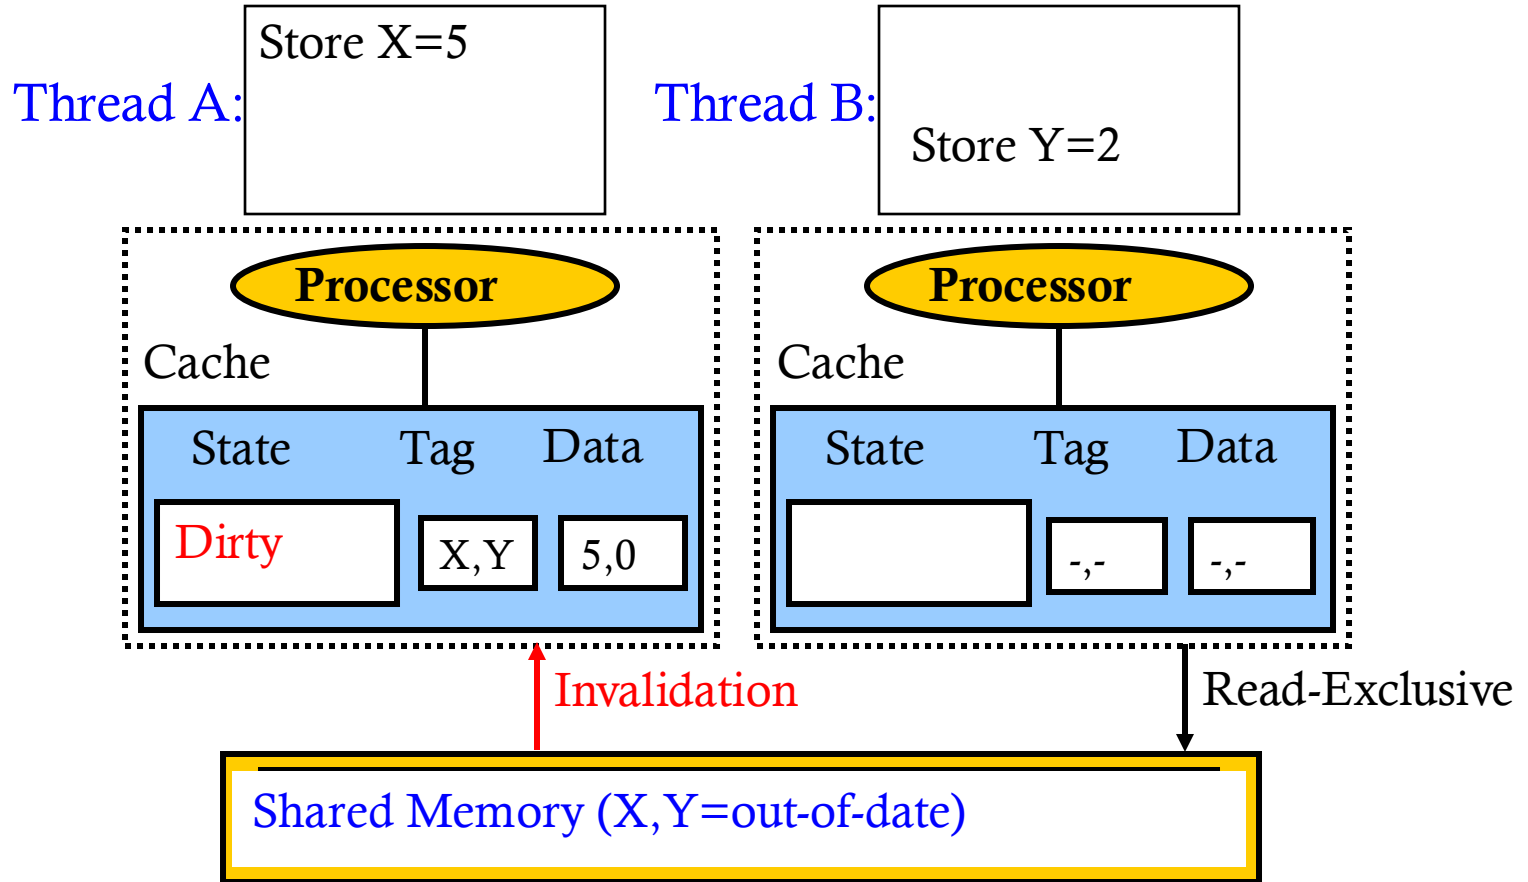 Store X=5
Thread A:
Thread B:
Store Y=2
Processor
Processor
Cache
Cache
State Tag Data
State Tag Data
Dirty
X,Y
5,0
-,-
-,-
Invalidation
Read-Exclusive
Shared Memory (X,Y=out-of-date)